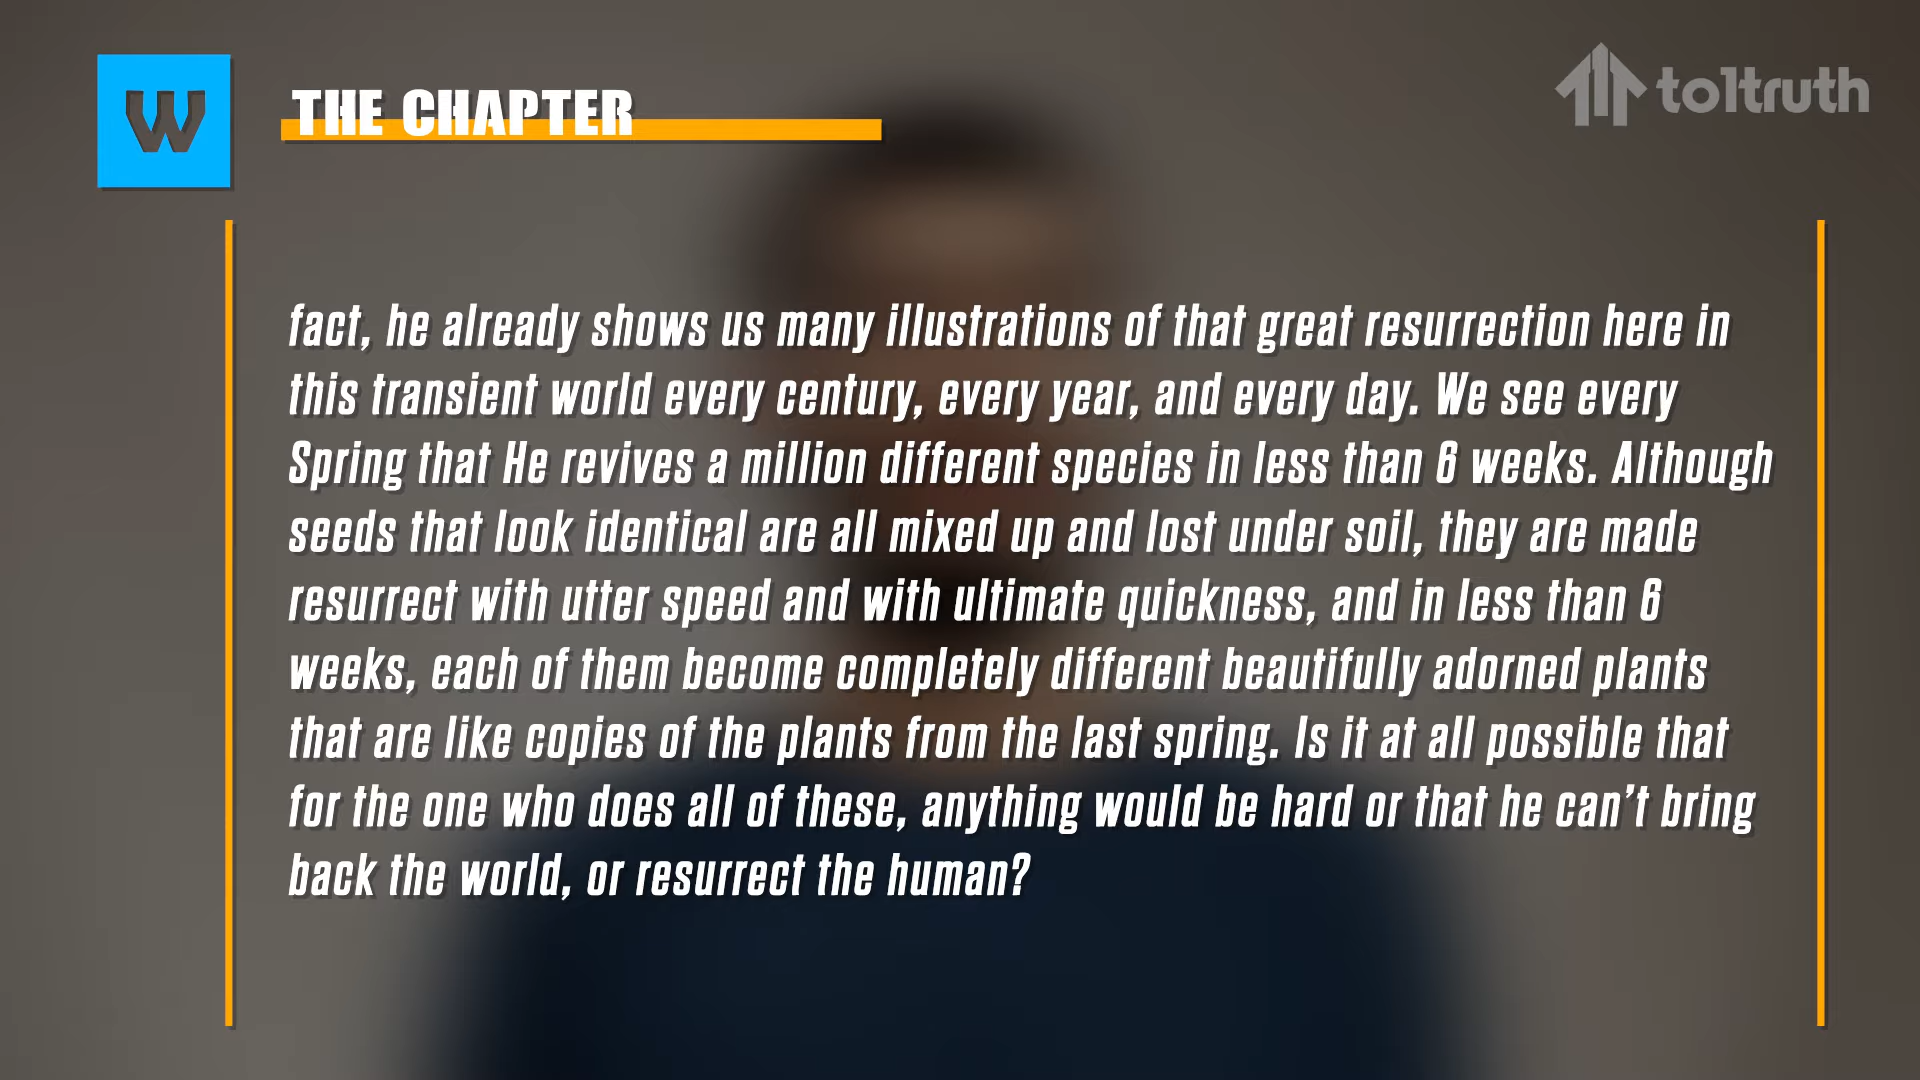 W
THE CHAPTER
to1truth
fact, he already shows us many illustrations of that great resurrection here in
this transient world every century, every year, and every day. We see every
Spring that He revives a million different species in less than 6 weeks. Although
seeds that look identical are all mixed up and lost under soil, they are made
resurrect with utter speed and with ultimate quickness, and in less than 6
weeks, each of them become completely different beautifully adorned plants
that are like copies of the plants from the last spring. Is it at all possible that
for the one who does all of these, anything would be hard or that he can't bring
back the world, or resurrect the human?